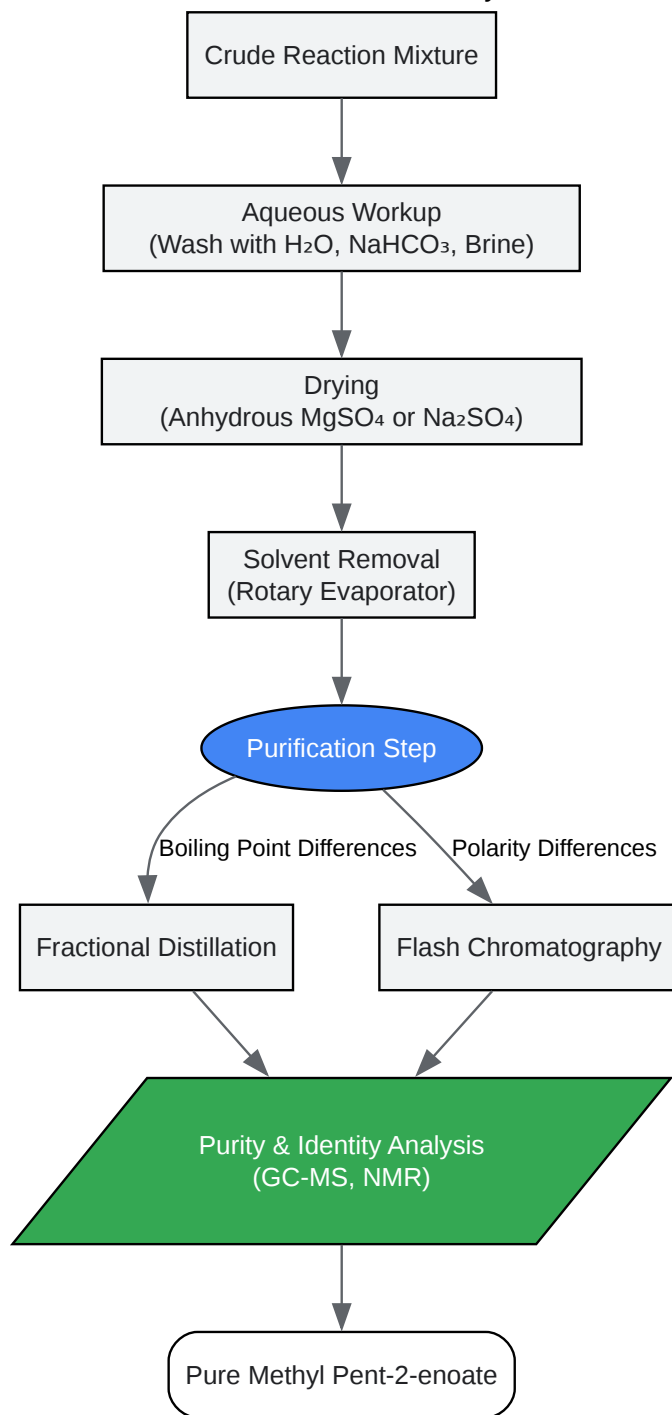 Crude Reaction Mixture
Aqueous Workup
(Wash with H₂O, NaHCO₃, Brine)
Drying
(Anhydrous MgSO₄ or Na₂SO₄)
Solvent Removal
(Rotary Evaporator)
Purification Step
Boiling Point Differences
Polarity Differences
Fractional Distillation
Flash Chromatography
Purity & Identity Analysis
(GC-MS, NMR)
Pure Methyl Pent-2-enoate